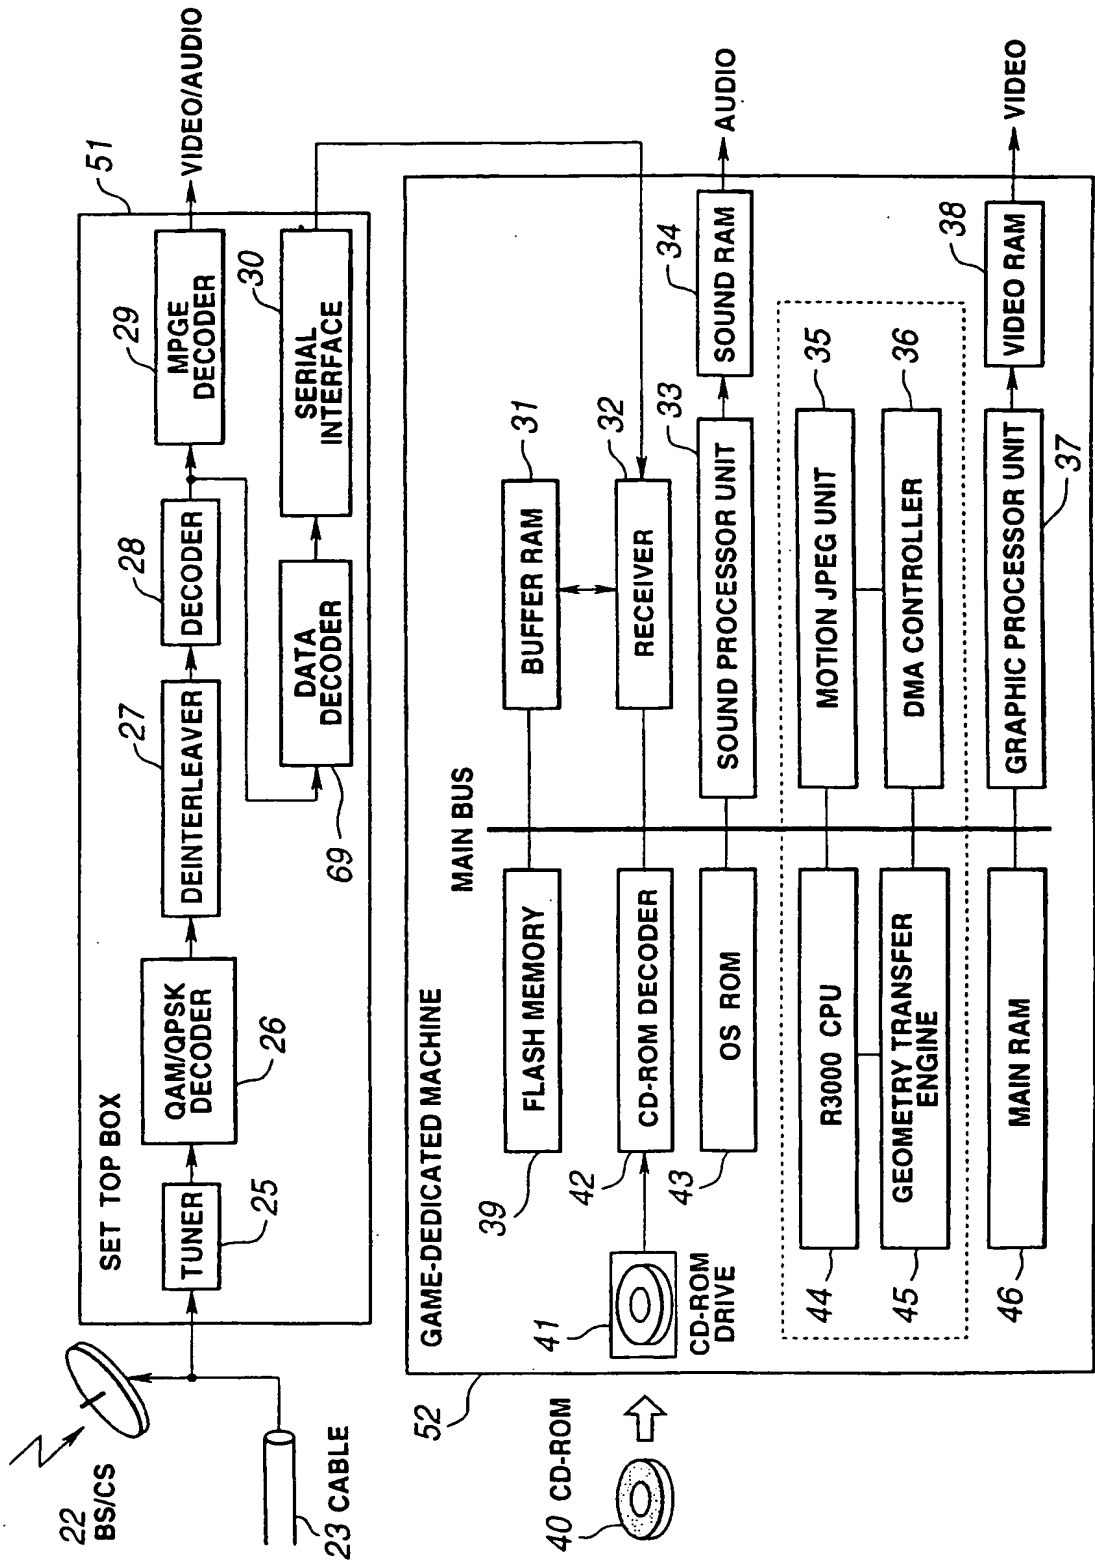 22
BS/CS
23 CABLE
SET TOP BOX
51
TUNER
25
QAM/QPSK
DECODER
26
DEINTERLEAVER
27
DECODER
28
MPGE
DECODER
29
VIDEO/AUDIO
DATA
DECODER
69
SERIAL
INTERFACE
30
GAME-DEDICATED MACHINE
52
MAIN BUS
FLASH MEMORY
39
BUFFER RAM
31
40 CD-ROM
41
CD-ROM
DRIVE
CD-ROM DECODER
42
RECEIVER
32
OS ROM
43
SOUND PROCESSOR UNIT
33
SOUND RAM
34
AUDIO
R3000 CPU
44
MOTION JPEG UNIT
35
GEOMETRY TRANSFER
ENGINE
45
DMA CONTROLLER
36
MAIN RAM
46
GRAPHIC PROCESSOR UNIT
37
VIDEO RAM
38
VIDEO